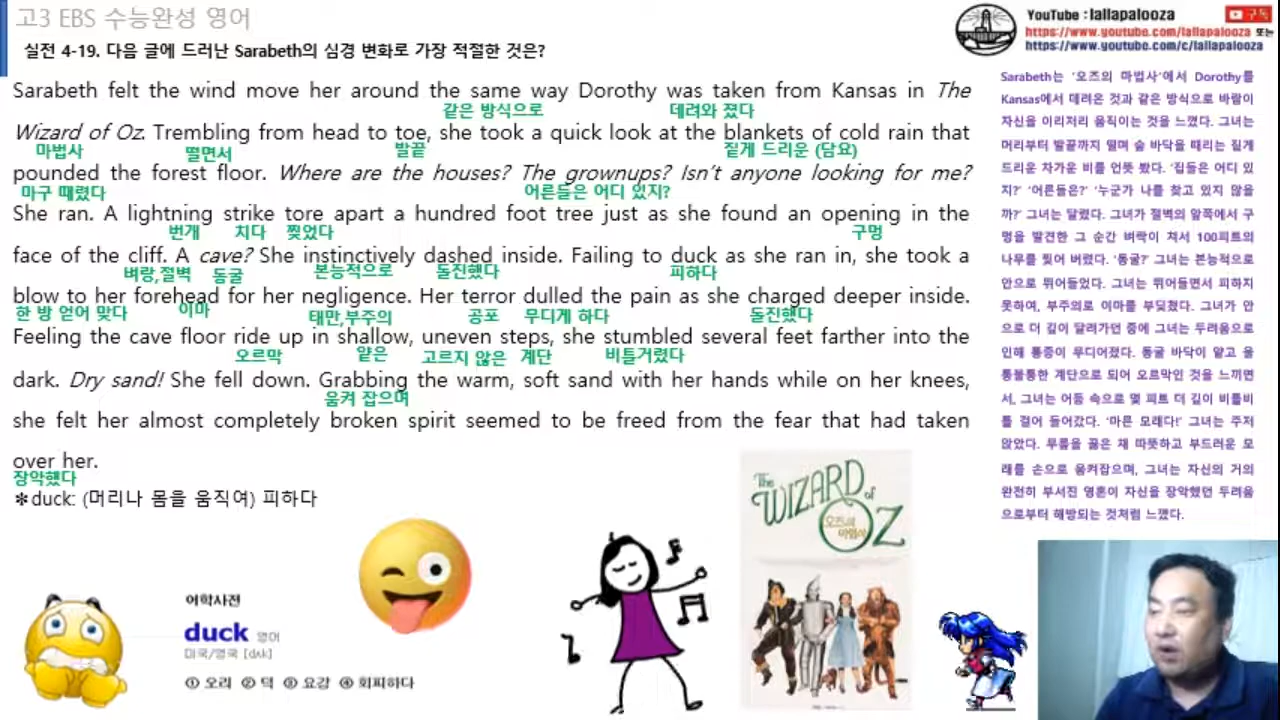 고3 EBS 수능완성 영어
YouTube : lallapalooza
구독
https://www.youtube.com/lallapalooza 또는
https://www.youtube.com/c/lallapalooza
실전 4-19. 다음 글에 드러난 Sarabeth의 심경 변화로 가장 적절한 것은?
Sarabeth felt the wind move her around the same way Dorothy was taken from Kansas in The
같은 방식으로 데려와 졌다
Wizard of Oz. Trembling from head to toe, she took a quick look at the blankets of cold rain that
마법사 떨면서 발끝 짙게 드리운 (담요)
pounded the forest floor. Where are the houses? The grownups? Isn't anyone looking for me?
마구 때렸다 어른들은 어디 있지?
She ran. A lightning strike tore apart a hundred foot tree just as she found an opening in the
번개 치다 찢었다 구멍
face of the cliff. A cave? She instinctively dashed inside. Failing to duck as she ran in, she took a
벼랑,절벽 동굴 본능적으로 돌진했다 피하다
blow to her forehead for her negligence. Her terror dulled the pain as she charged deeper inside.
한 방 얻어 맞다 이마 태만,부주의 공포 무디게 하다 돌진했다
Feeling the cave floor ride up in shallow, uneven steps, she stumbled several feet farther into the
오르막 얕은 고르지 않은 계단 비틀거렸다
dark. Dry sand! She fell down. Grabbing the warm, soft sand with her hands while on her knees,
움켜 잡으며
she felt her almost completely broken spirit seemed to be freed from the fear that had taken
over her.
장악했다
＊duck: (머리나 몸을 움직여) 피하다
Sarabeth는 '오즈의 마법사'에서 Dorothy를
Kansas에서 데려온 것과 같은 방식으로 바람이
자신을 이리저리 움직이는 것을 느꼈다. 그녀는
머리부터 발끝까지 떨며 숲 바닥을 때리는 짙게
드리운 차가운 비를 언뜻 봤다. '집들은 어디 있
지?' '어른들은?' '누군가 나를 찾고 있지 않을
까?' 그녀는 달렸다. 그녀가 절벽의 앞쪽에서 구
멍을 발견한 그 순간 벼락이 쳐서 100피트의
나무를 찢어 버렸다. '동굴?' 그녀는 본능적으로
안으로 뛰어들었다. 그녀는 뛰어들면서 피하지
못하여, 부주의로 이마를 부딪쳤다. 그녀가 안
으로 더 깊이 달려가던 중에 그녀는 두려움으로
인해 통증이 무디어졌다. 동굴 바닥이 얕고 울
퉁불퉁한 계단으로 되어 오르막인 것을 느끼면
서, 그녀는 어둠 속으로 몇 피트 더 깊이 비틀비
틀 걸어 들어갔다. '마른 모래다!' 그녀는 주저
앉았다. 무릎을 꿇은 채 따뜻하고 부드러운 모
래를 손으로 움켜잡으며, 그녀는 자신의 거의
완전히 부서진 영혼이 자신을 장악했던 두려움
으로부터 해방되는 것처럼 느꼈다.
어학사전
duck 영어
미국/영국 [dʌk]
① 오리 ② 덕 ③ 요강 ④ 회피하다
The
WIZARD of
OZ
오즈의
마법사